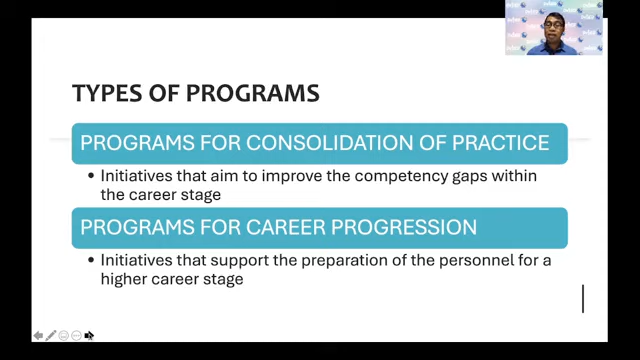 TYPES OF PROGRAMS
PROGRAMS FOR CONSOLIDATION OF PRACTICE
• Initiatives that aim to improve the competency gaps within
the career stage
PROGRAMS FOR CAREER PROGRESSION
• Initiatives that support the preparation of the personnel for a
higher career stage